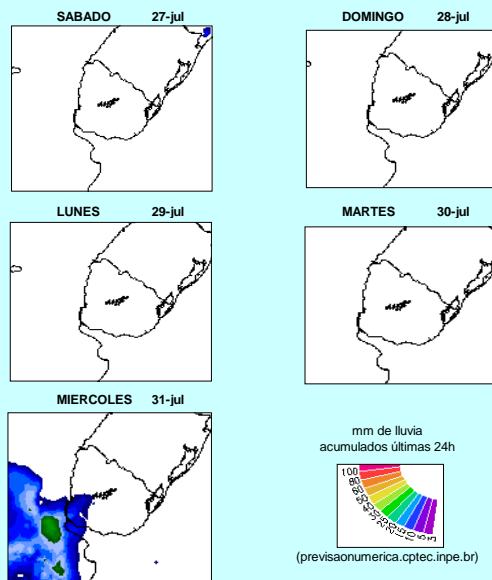 SABADO 27-jul
DOMINGO 28-jul
LUNES 29-jul
MARTES 30-jul
MIERCOLES 31-jul
mm de lluvia
acumulados últimas 24h
100
80
60
50
(previsaonumerica.cptec.inpe.br)